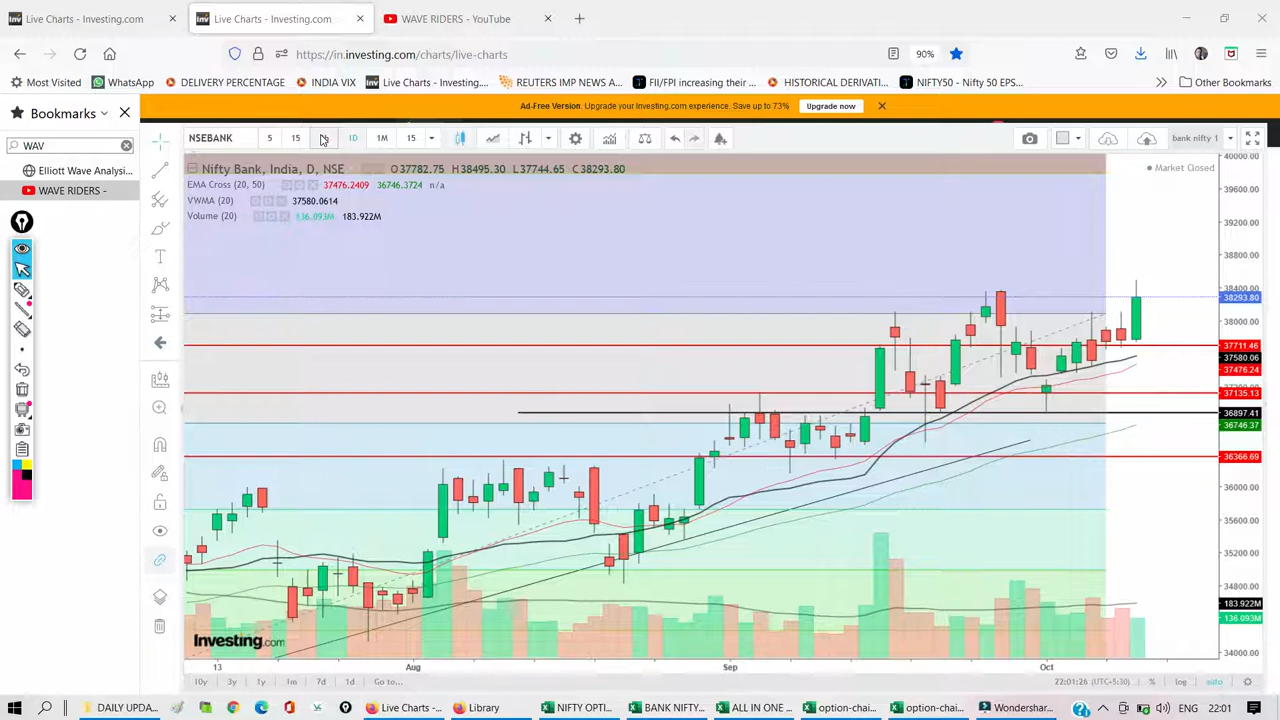 Live Charts - Investing.com
Live Charts - Investing.com
WAVE RIDERS - YouTube
https://in.investing.com/charts/live-charts
90%
Most Visited
WhatsApp
DELIVERY PERCENTAGE
INDIA VIX
Live Charts - Investing....
REUTERS IMP NEWS A...
FII/FPI increasing their ...
HISTORICAL DERIVATI...
NIFTY50 - Nifty 50 EPS...
Other Bookmarks
Ad-Free Version. Upgrade your Investing.com experience. Save up to 73%
Upgrade now
Bookmarks
WAV
Elliott Wave Analysi...
WAVE RIDERS -
NSEBANK
5
15
1D
1M
15
bank nifty 1
Nifty Bank, India, D, NSE
O37782.75 H38495.30 L37744.65 C38293.80
EMA Cross (20, 50)
37476.2409
36746.3724
n/a
VWMA (20)
37580.0614
Volume (20)
136.093M
183.922M
Market Closed
40000.00
39600.00
39200.00
38800.00
38400.00
38293.80
38000.00
37711.46
37580.06
37476.24
37135.13
36897.41
36746.37
36366.69
36000.00
35600.00
35200.00
34800.00
183.922M
136.093M
34000.00
Investing.com
13
Aug
Sep
Oct
10y
3y
1y
1m
7d
1d
Go to...
22:01:26 (UTC+5:30)
%
log
auto
DAILY UPDA...
Live Charts - ...
Library
NIFTY OPTI...
BANK NIFTY...
ALL IN ONE ...
option-chai...
option-chai...
Wondershar...
ENG
22:01